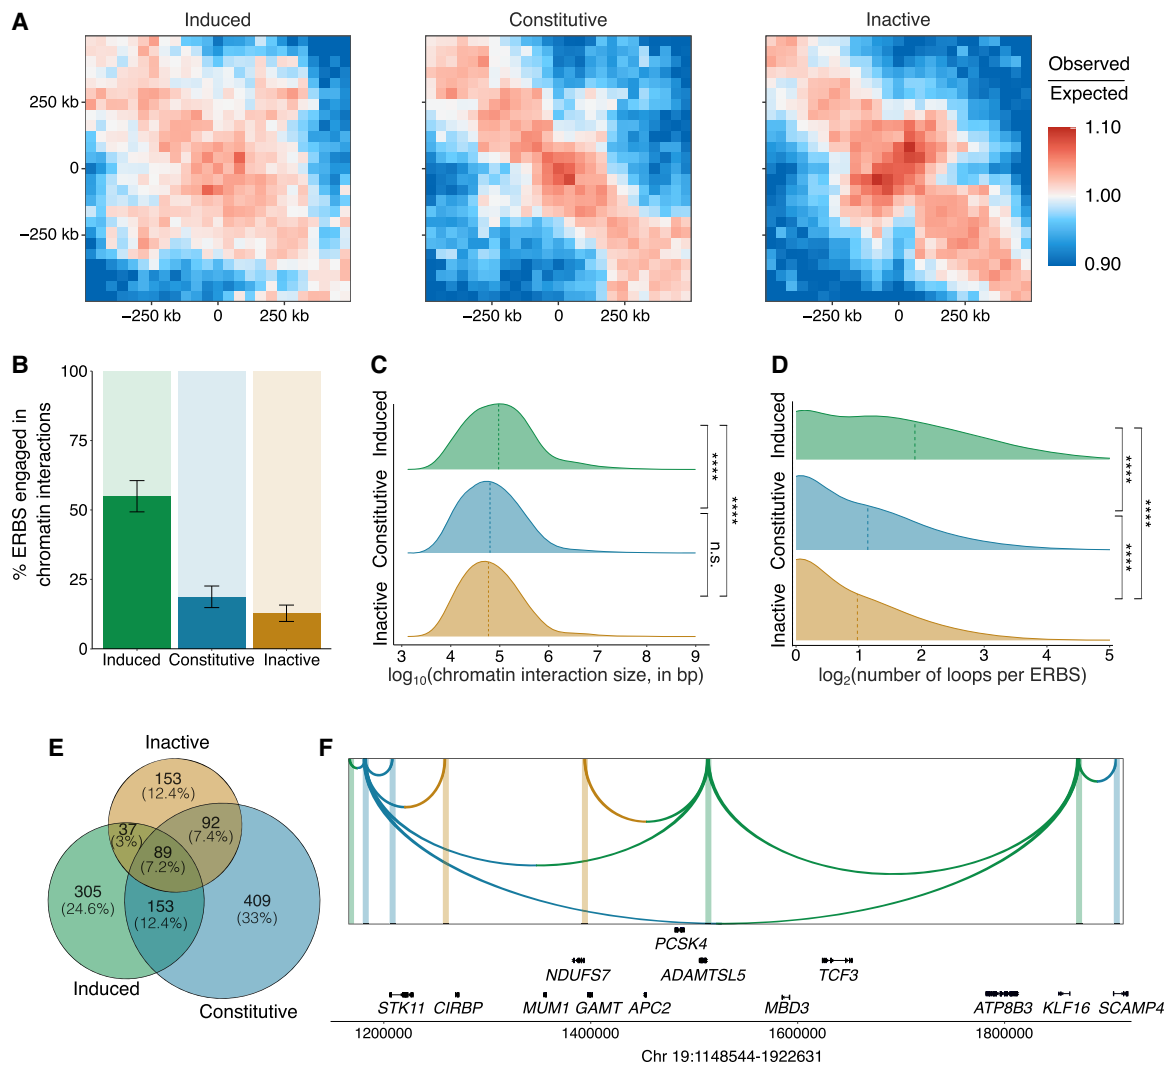 A
Induced
Constitutive
Inactive
250 kb
0
−250 kb
−250 kb 0 250 kb
−250 kb 0 250 kb
−250 kb 0 250 kb
Observed
Expected
1.10
1.00
0.90
B
% ERBS engaged in
chromatin interactions
100
75
50
25
0
Induced Constitutive Inactive
C
Induced
Constitutive
Inactive
****
n.s.
****
3 4 5 6 7 8 9
log10(chromatin interaction size, in bp)
D
Induced
Constitutive
Inactive
****
****
****
0 1 2 3 4 5
log2(number of loops per ERBS)
E
Inactive
153
(12.4%)
37
(3%)
92
(7.4%)
89
(7.2%)
305
(24.6%)
153
(12.4%)
409
(33%)
Induced
Constitutive
F
PCSK4
NDUFS7 ADAMTSL5 TCF3
STK11 CIRBP MUM1 GAMT APC2 MBD3 ATP8B3 KLF16 SCAMP4
1200000 1400000 1600000 1800000
Chr 19:1148544-1922631